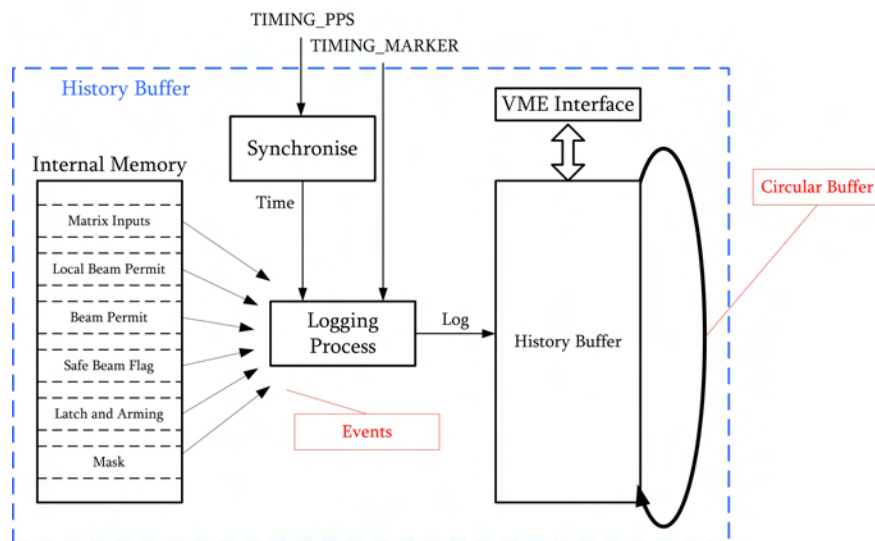 TIMING_PPS
TIMING_MARKER
History Buffer
VME Interface
Synchronise
Internal Memory
Circular Buffer
Time
Matrix Inputs
Local Beam Permit
Beam Permit
Logging
Process
Log
History Buffer
Safe Beam Flag
Latch and Arming
Events
Mask